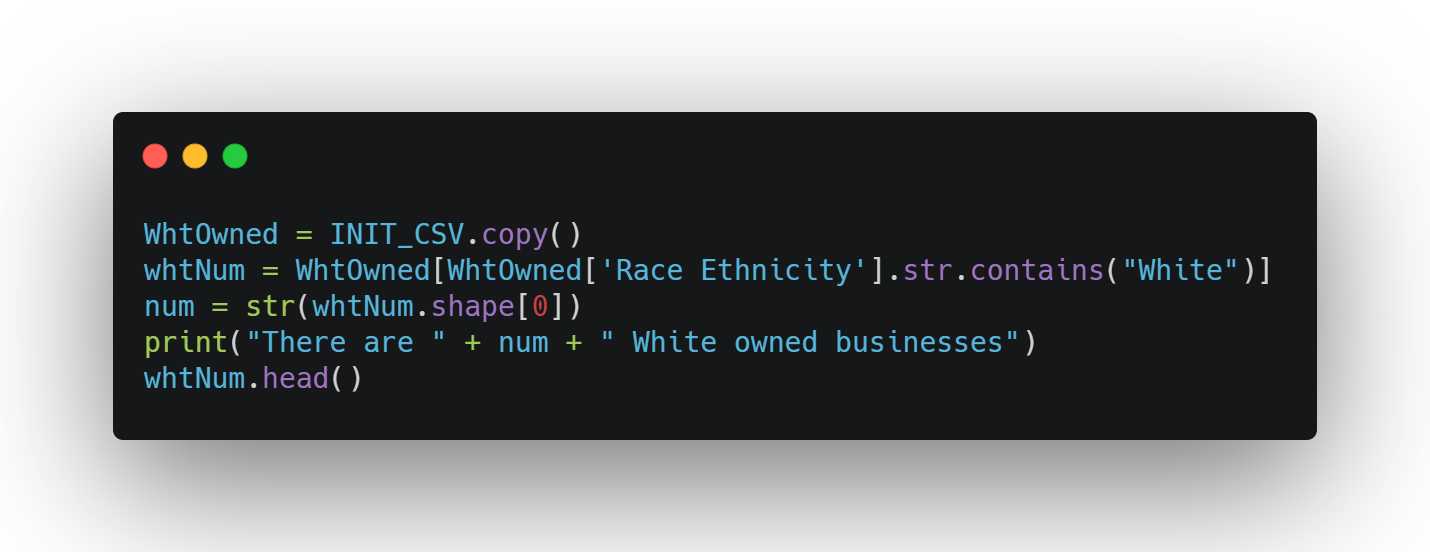 WhtOwned = INIT_CSV.copy()
whtNum = WhtOwned[WhtOwned['Race Ethnicity'].str.contains("White")]
num = str(whtNum.shape[0])
print("There are " + num + " White owned businesses")
whtNum.head()